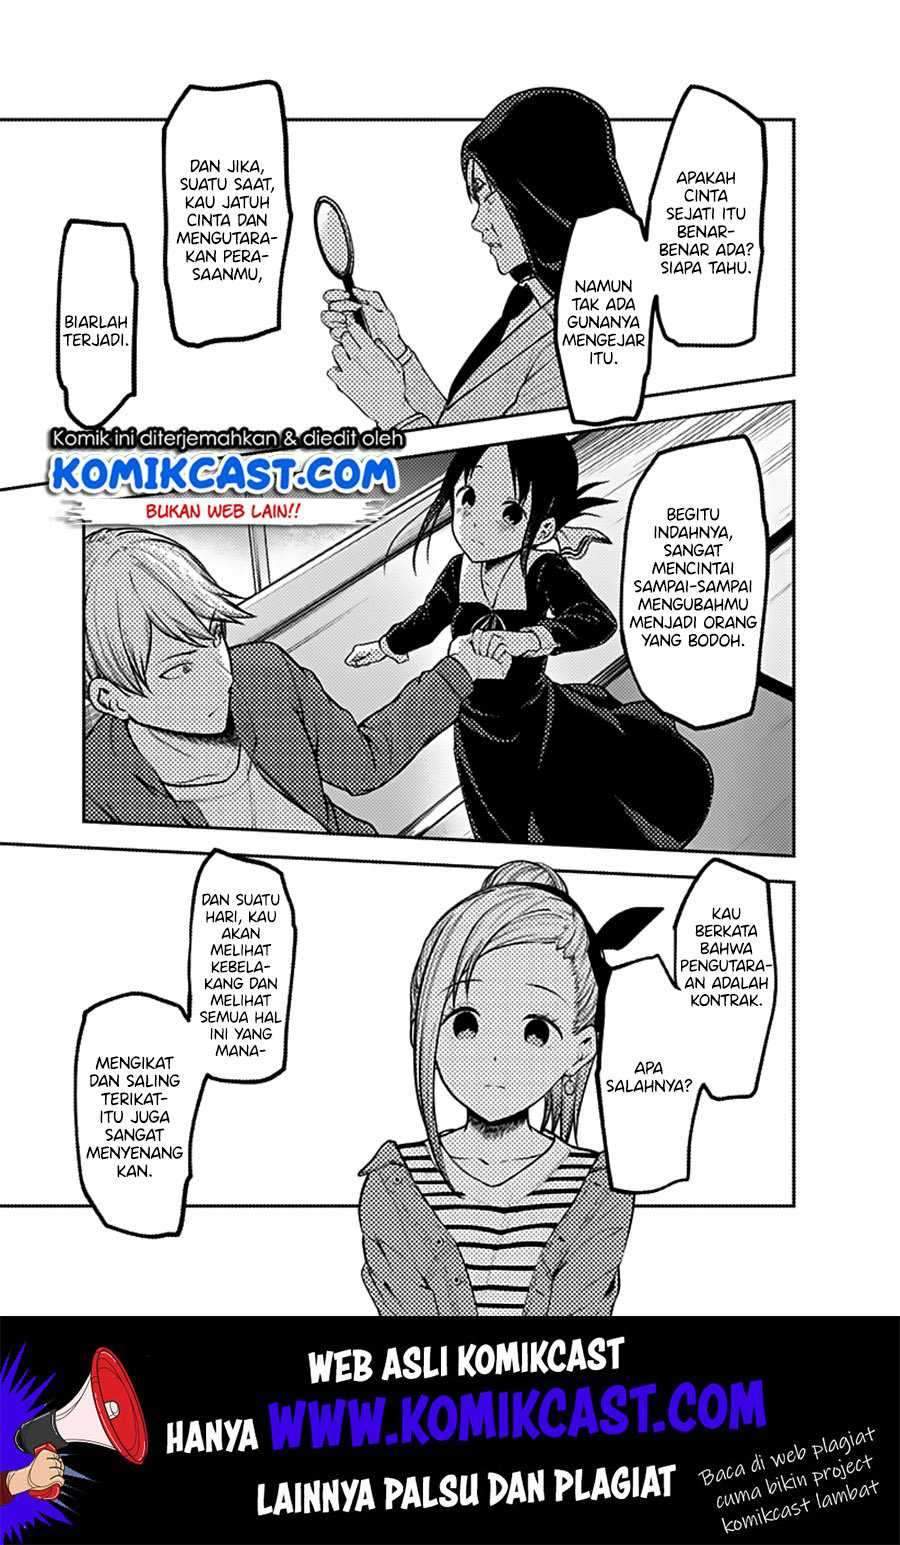 APAKAH
CINTA
SEJATI ITU
BENAR-
BENAR ADA?
SIAPA TAHU.
NAMUN
TAK ADA
GUNANYA
MENGEJAR
ITU.
DAN JIKA,
SUATU SAAT,
KAU JATUH
CINTA DAN
MENGUTARA-
KAN PERA-
SAANMU,
BIARLAH
TERJADI.
Komik ini diterjemahkan & diedit oleh
KOMIKCAST.COM
BUKAN WEB LAIN!!
BEGITU
INDAHNYA,
SANGAT
MENCINTAI
SAMPAI-SAMPAI
MENGUBAHMU
MENJADI ORANG
YANG BODOH.
KAU
BERKATA
BAHWA
PENGUTARA-
AN ADALAH
KONTRAK.
APA
SALAHNYA?
DAN SUATU
HARI, KAU
AKAN
MELIHAT
KEBELA-
KANG DAN
MELIHAT
SEMUA HAL
INI YANG
MANA-
MENGIKAT
DAN SALING
TERIKAT-
ITU JUGA
SANGAT
MENYENANG
KAN.
WEB ASLI KOMIKCAST
HANYA WWW.KOMIKCAST.COM
LAINNYA PALSU DAN PLAGIAT
Baca di web plagiat
cuma bikin project
komikcast lambat